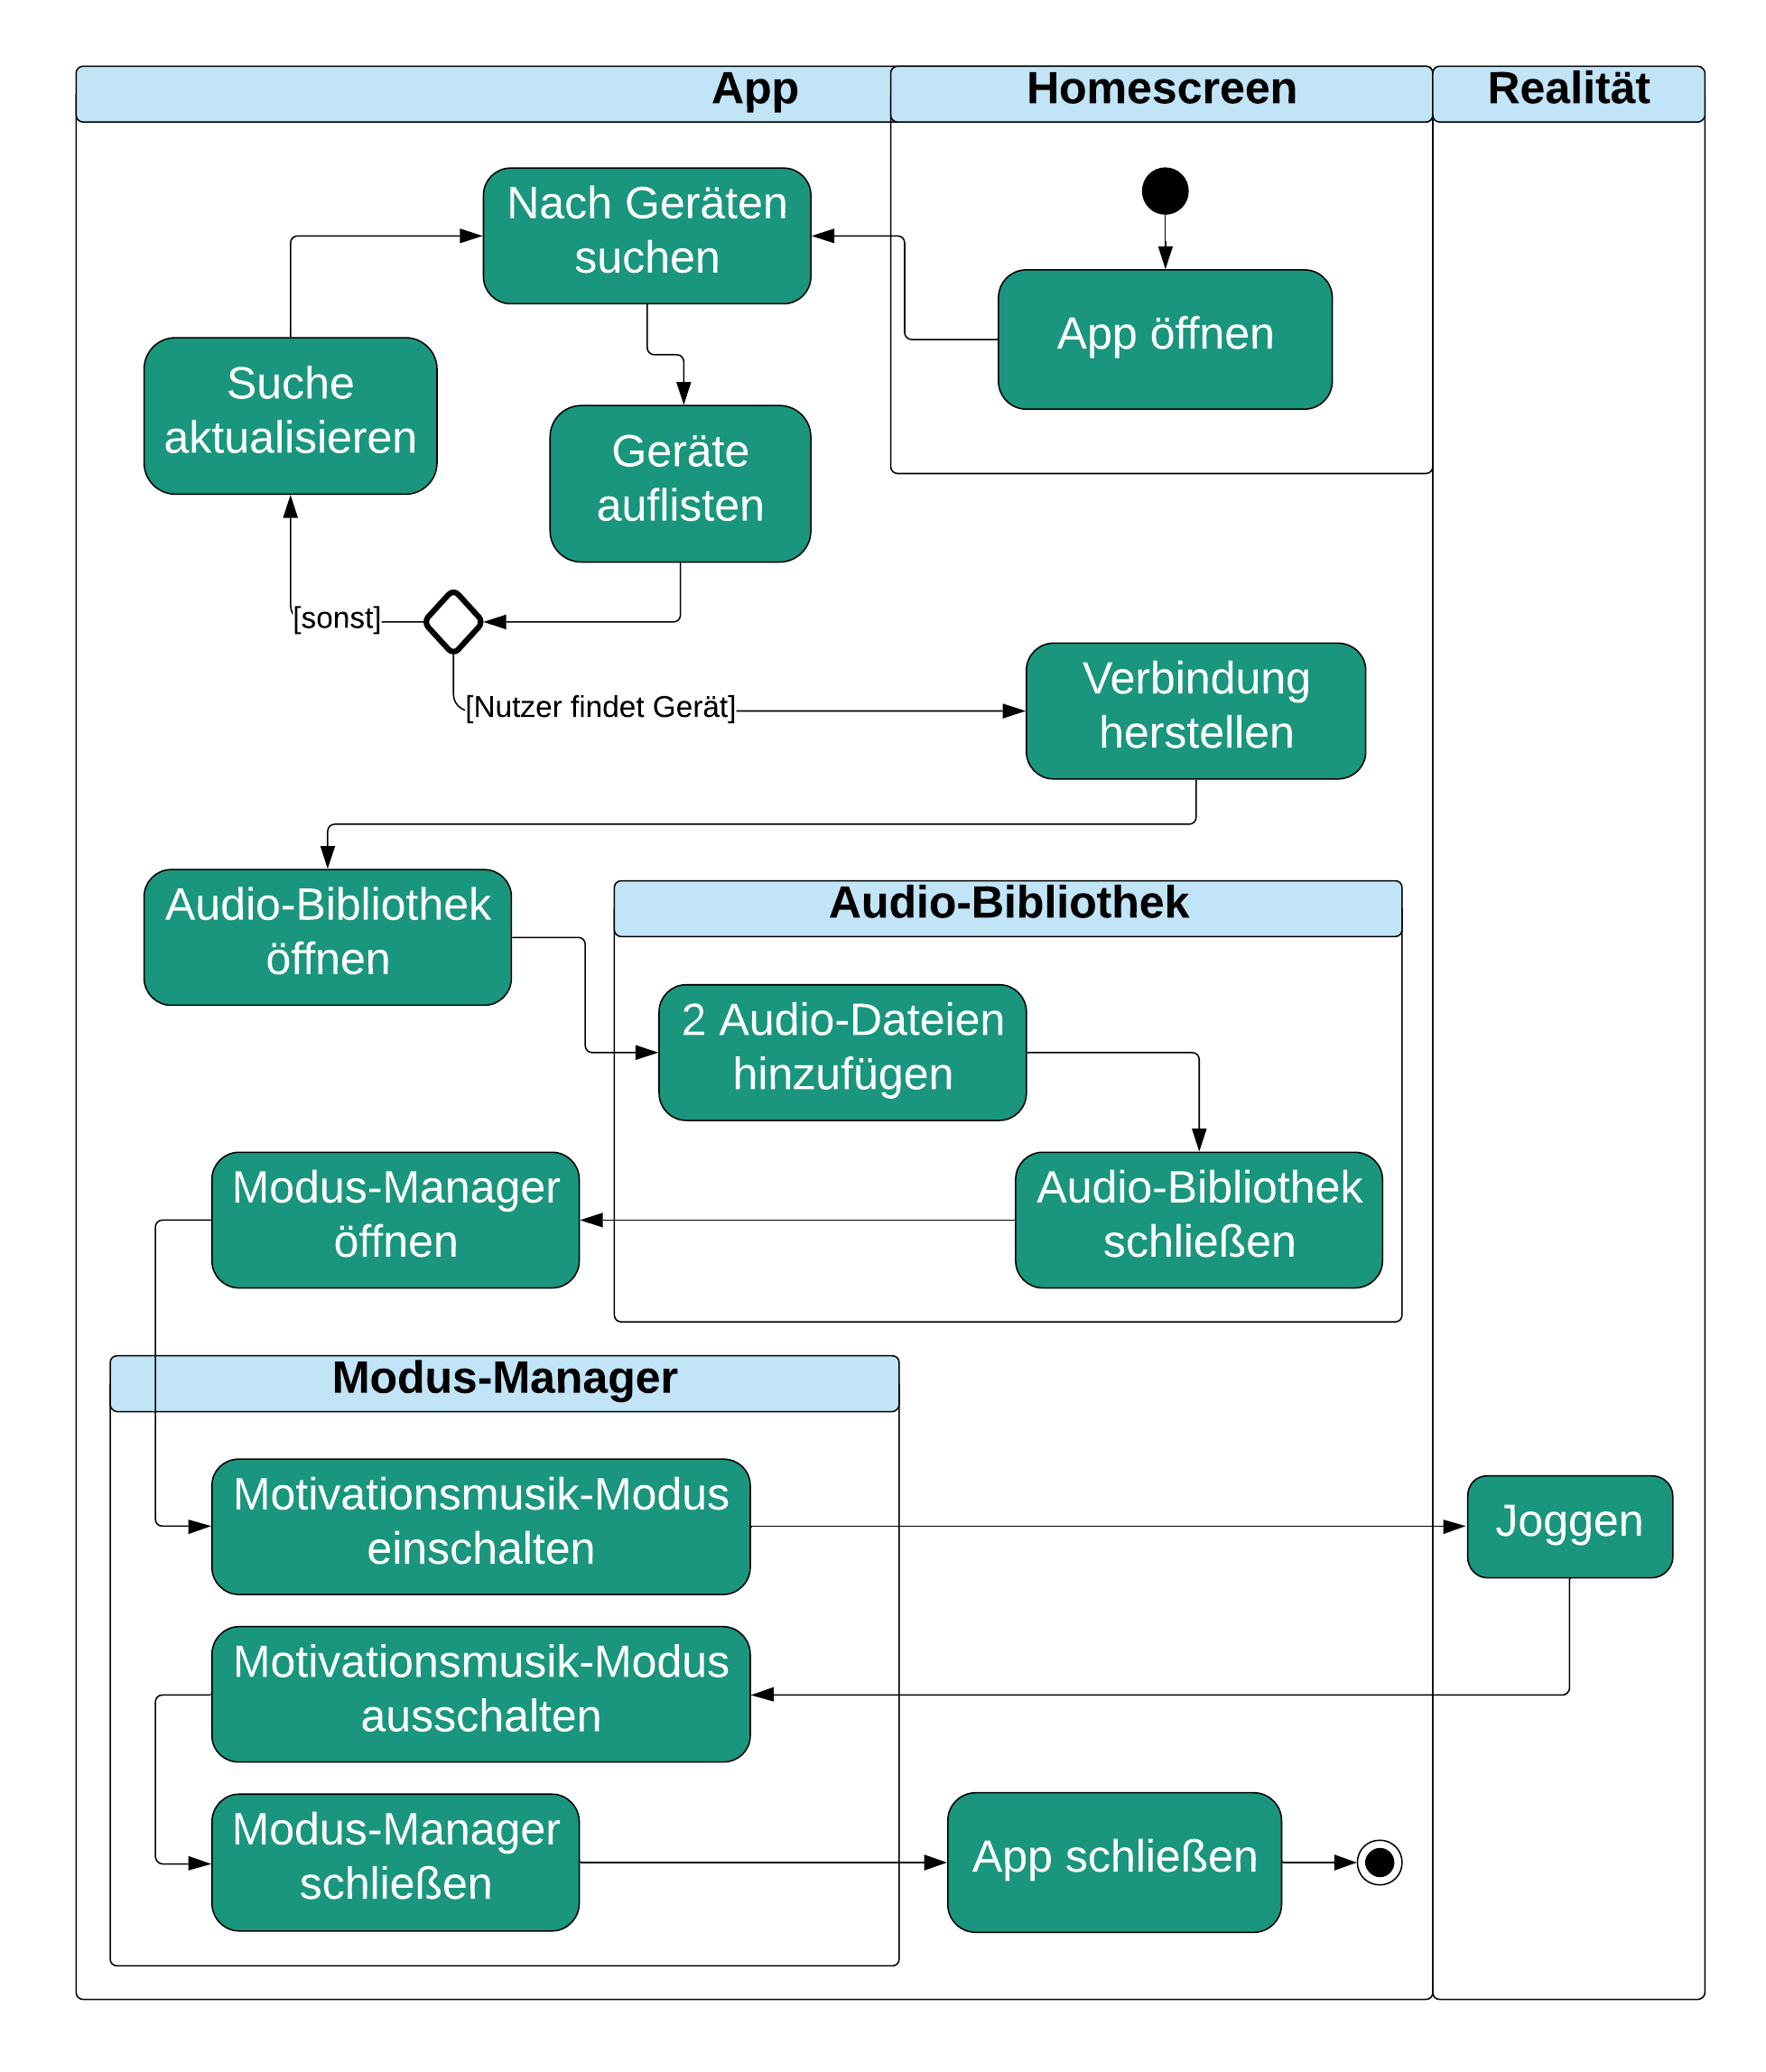 App
Homescreen
Realität
Nach Geräten
suchen
App öffnen
Suche
aktualisieren
Geräte
auflisten
[sonst]
[Nutzer findet Gerät]
Verbindung
herstellen
Audio-Bibliothek
öffnen
Audio-Bibliothek
2 Audio-Dateien
hinzufügen
Modus-Manager
öffnen
Audio-Bibliothek
schließen
Modus-Manager
Motivationsmusik-Modus
einschalten
Joggen
Motivationsmusik-Modus
ausschalten
Modus-Manager
schließen
App schließen